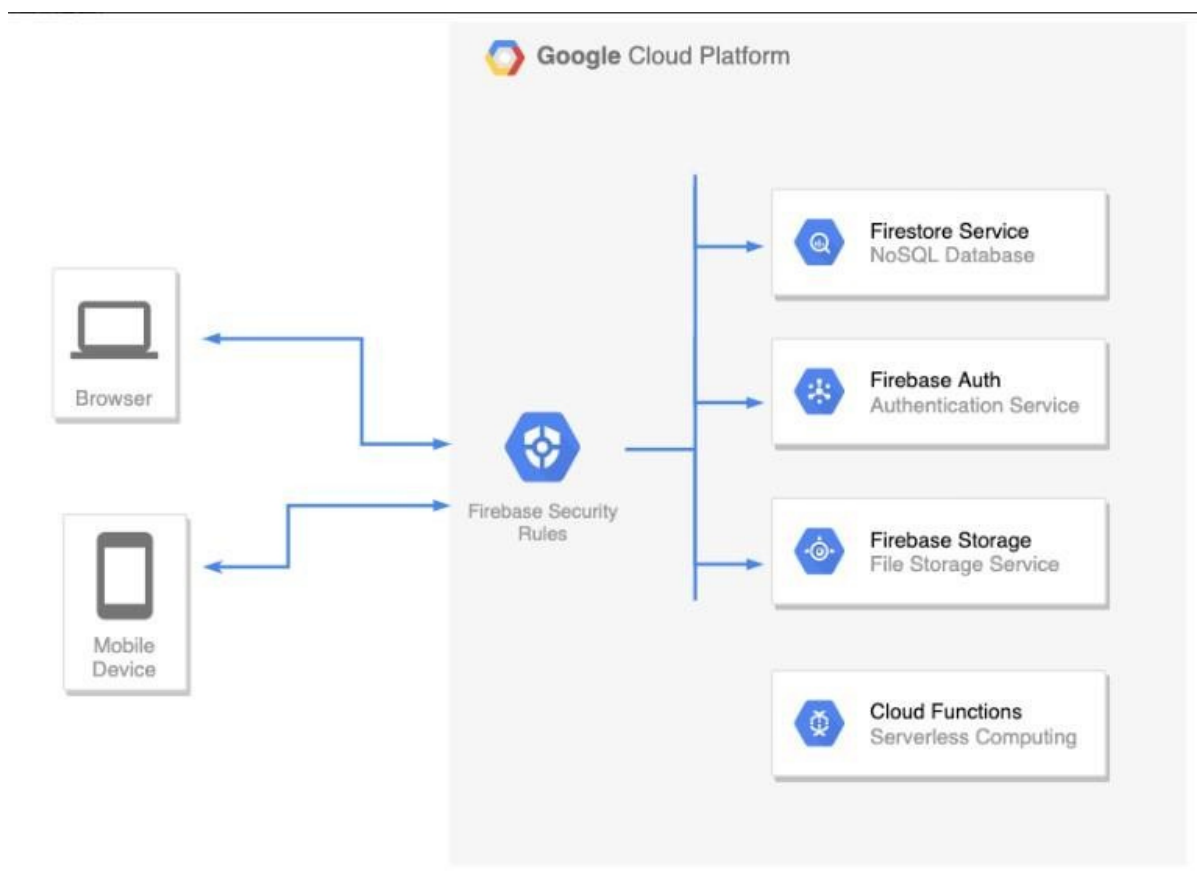 Google Cloud Platform
Firestore Service
NoSQL Database
Browser
Firebase Auth
Authentication Service
Firebase Security
Rules
Firebase Storage
File Storage Service
Mobile
Device
Cloud Functions
Serverless Computing